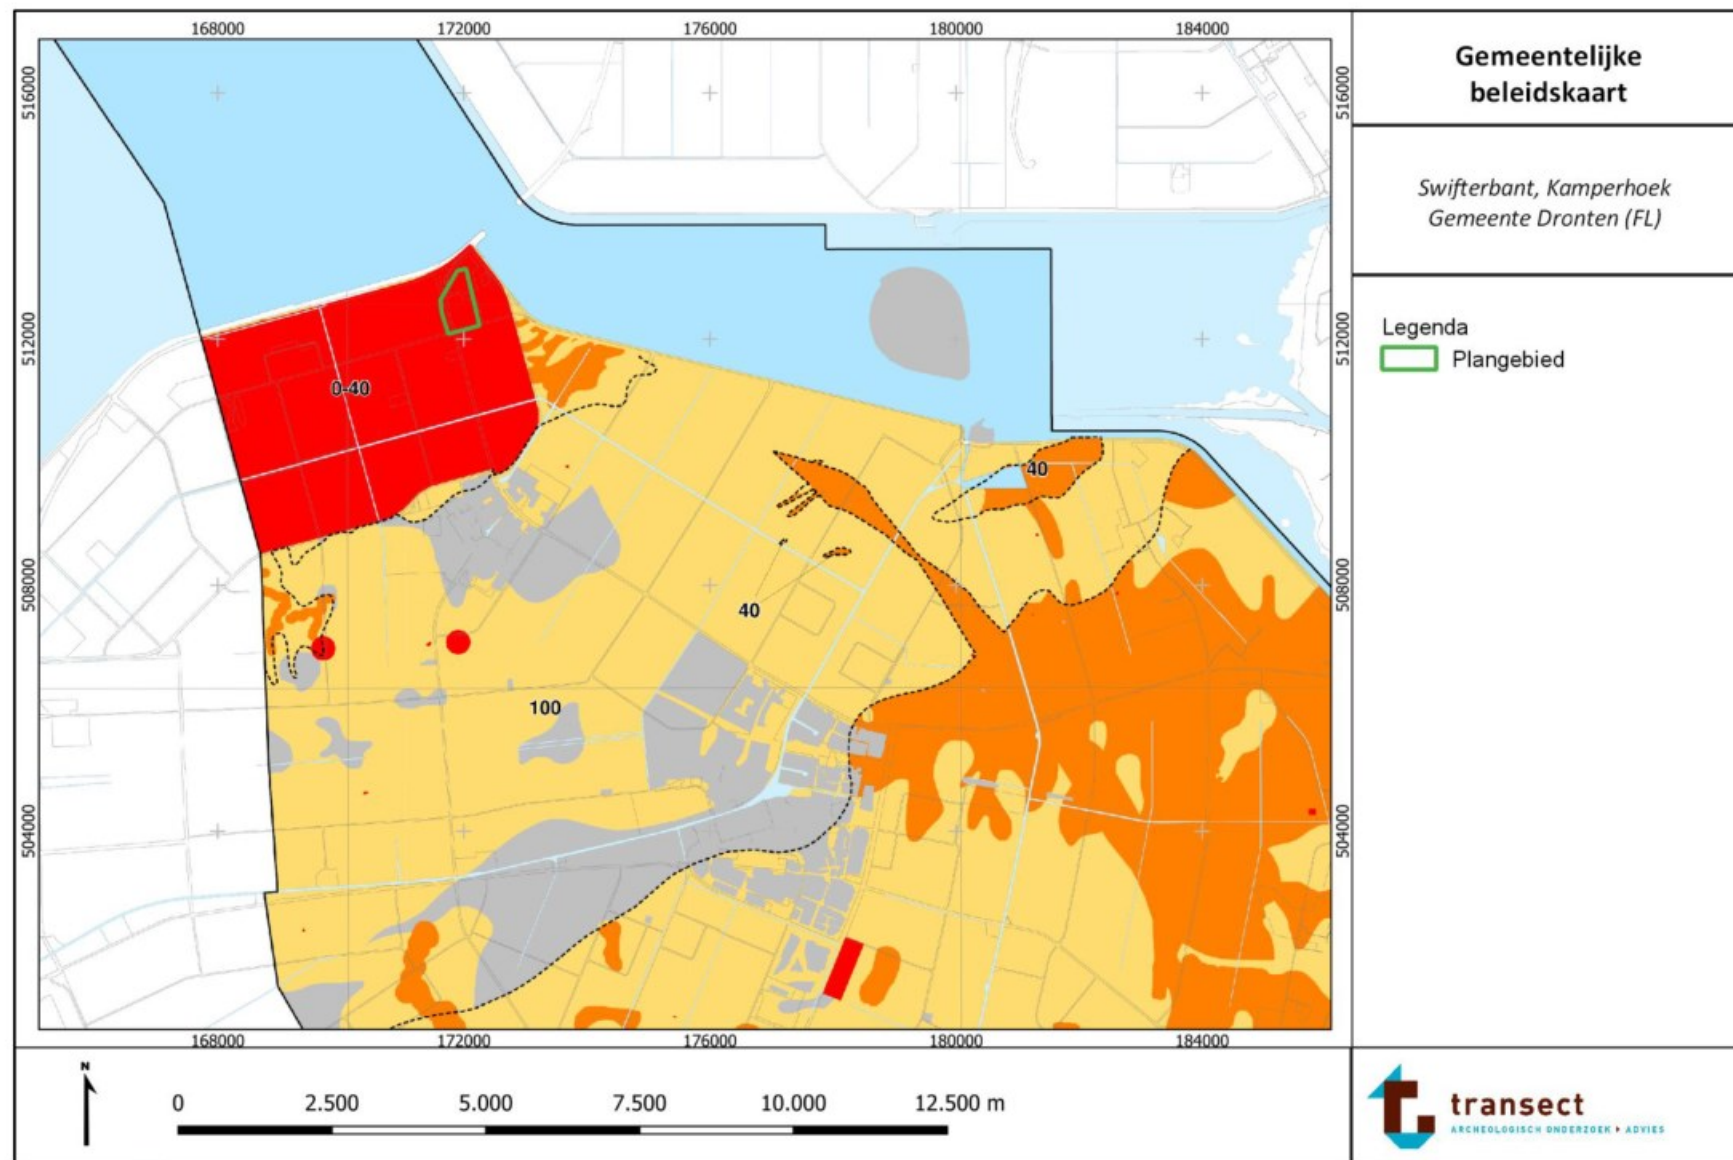 168000 172000 176000 180000 184000
516000
512000
508000
504000
516000
512000
508000
504000
0-40
40
40
100
168000 172000 176000 180000 184000
Gemeentelijke
beleidskaart
Swifterbant, Kamperhoek
Gemeente Dronten (FL)
Legenda
Plangebied
N
0 2.500 5.000 7.500 10.000 12.500 m
transect
ARCHEOLOGISCH ONDERZOEK ▸ ADVIES